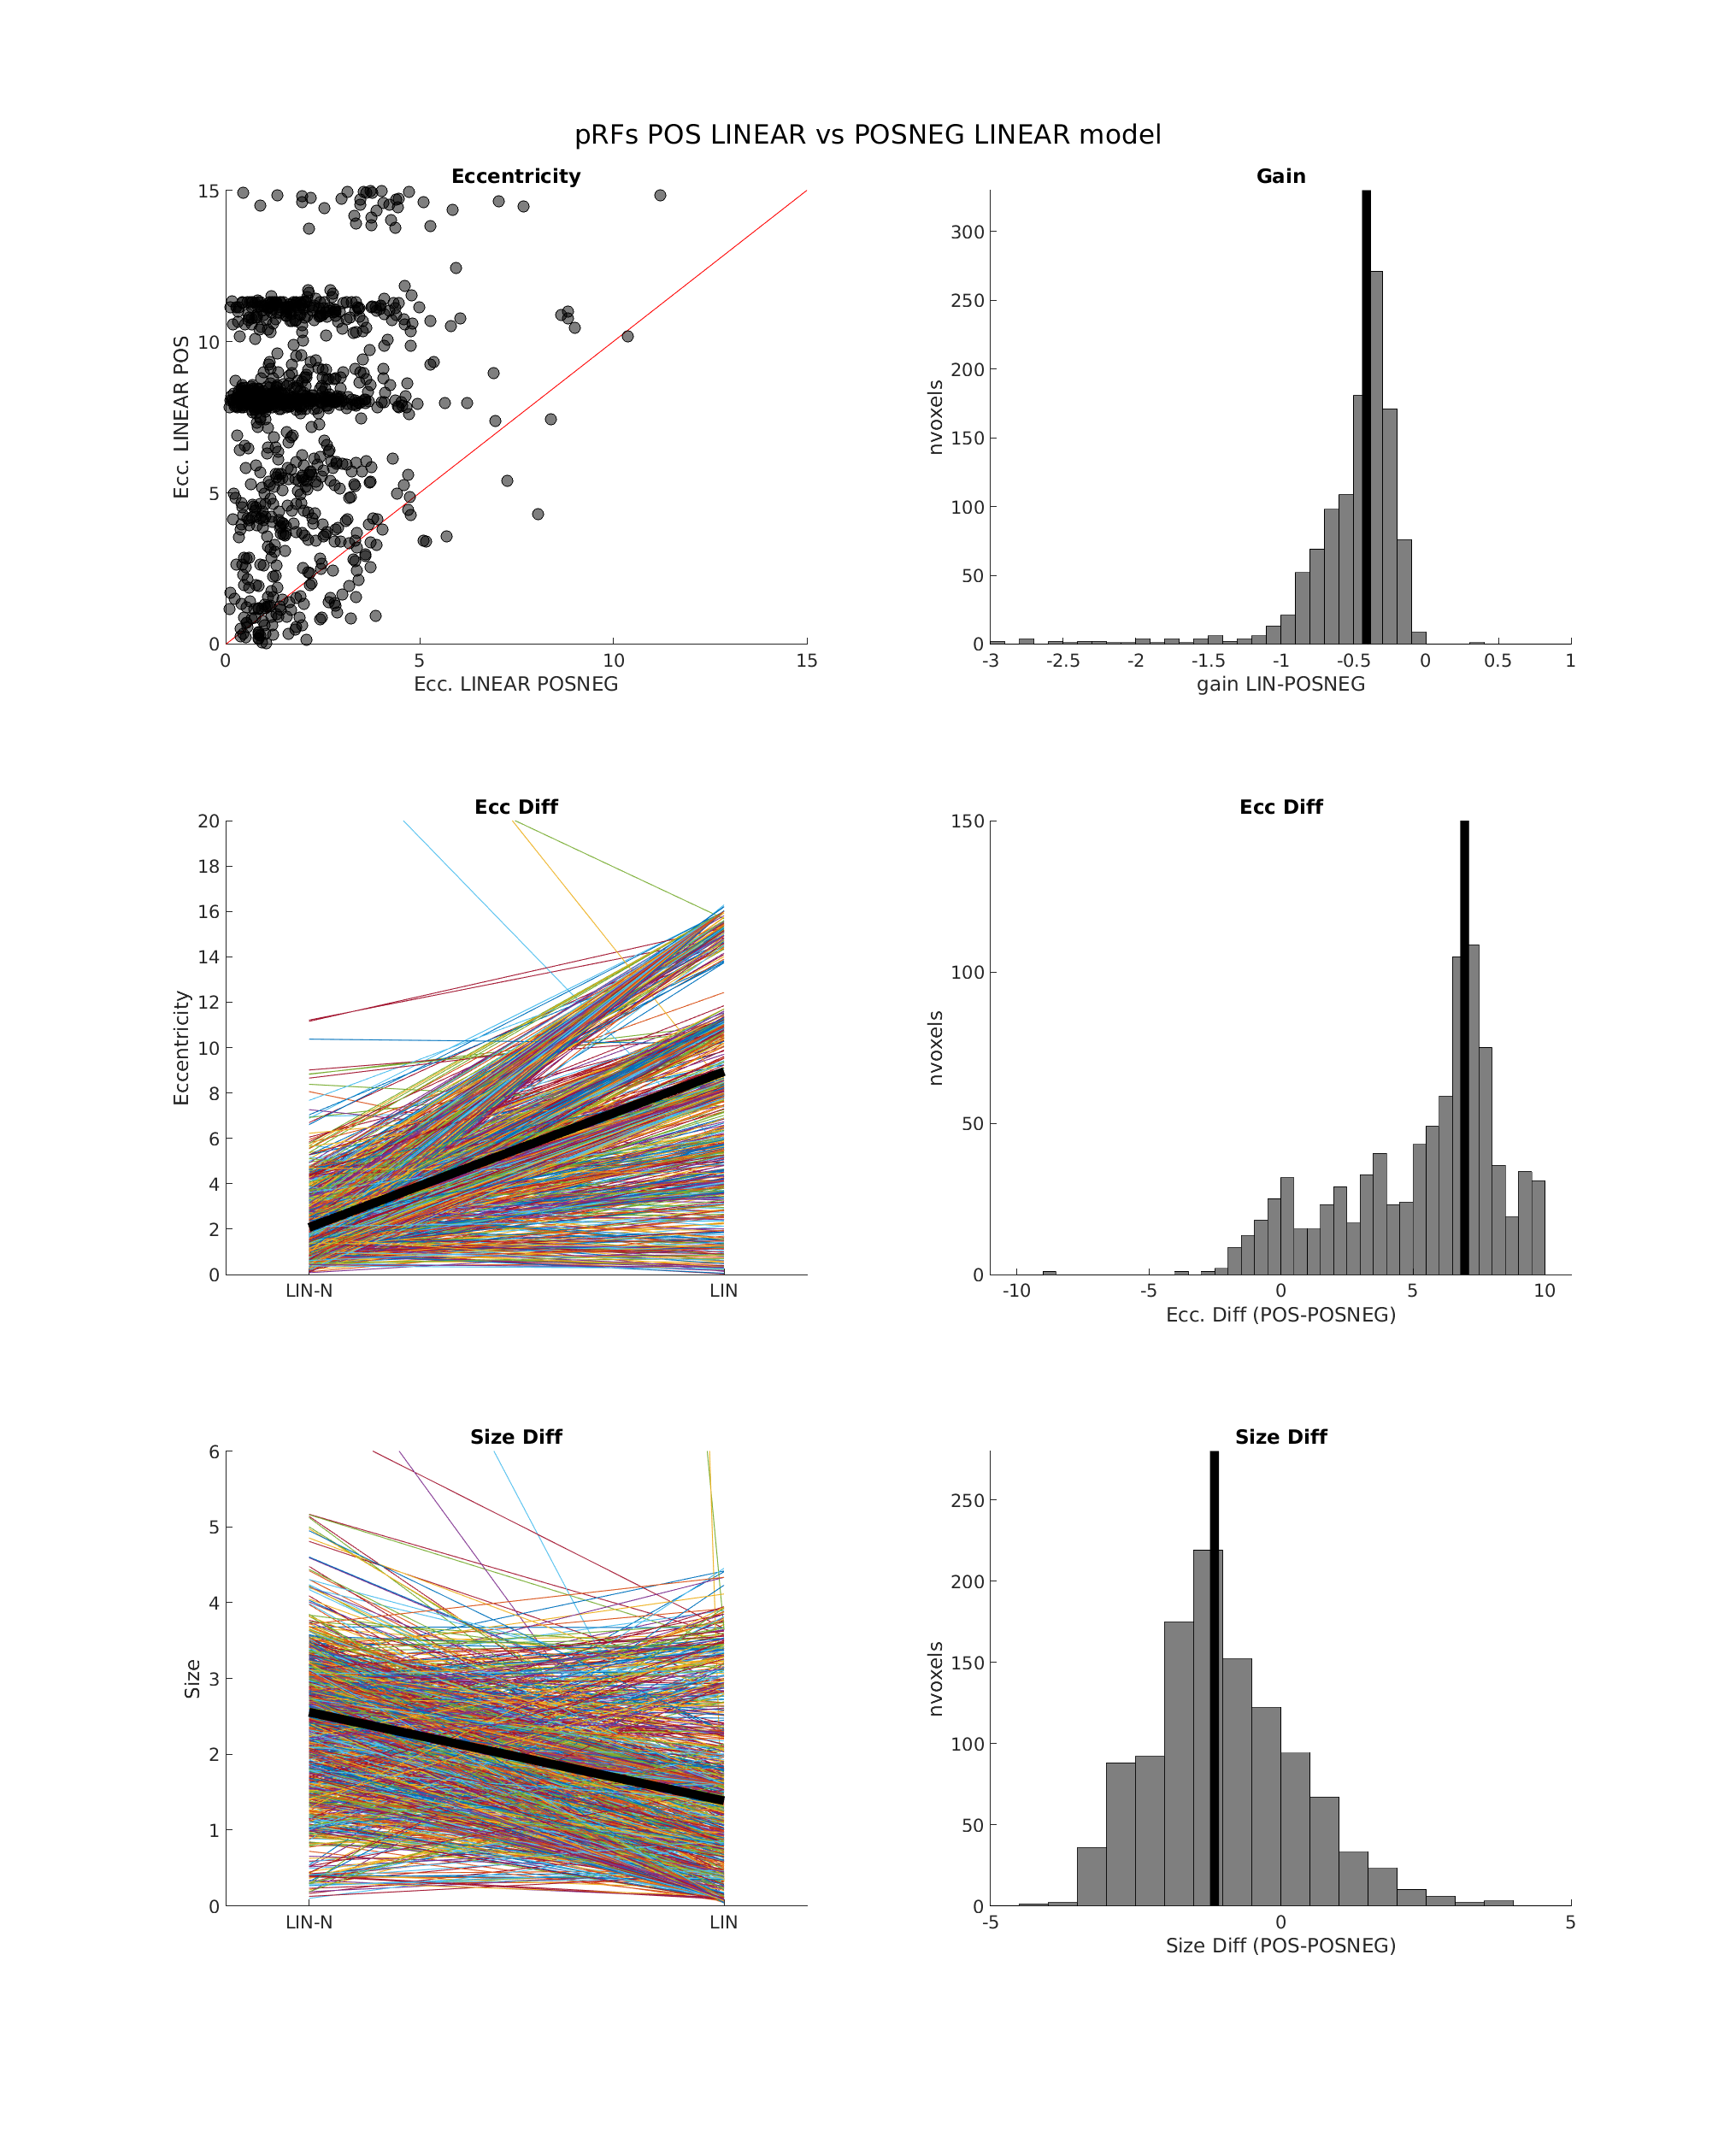 pRFs POS LINEAR vs POSNEG LINEAR model
Eccentricity
15
10
5
0
Ecc. LINEAR POS
0 5 10 15
Ecc. LINEAR POSNEG
Gain
300
250
200
150
100
50
0
nvoxels
-3 -2.5 -2 -1.5 -1 -0.5 0 0.5 1
gain LIN-POSNEG
Ecc Diff
20
18
16
14
12
10
8
6
4
2
0
Eccentricity
LIN-N LIN
Ecc Diff
150
100
50
0
nvoxels
-10 -5 0 5 10
Ecc. Diff (POS-POSNEG)
Size Diff
6
5
4
3
2
1
0
Size
LIN-N LIN
Size Diff
250
200
150
100
50
0
nvoxels
-5 0 5
Size Diff (POS-POSNEG)